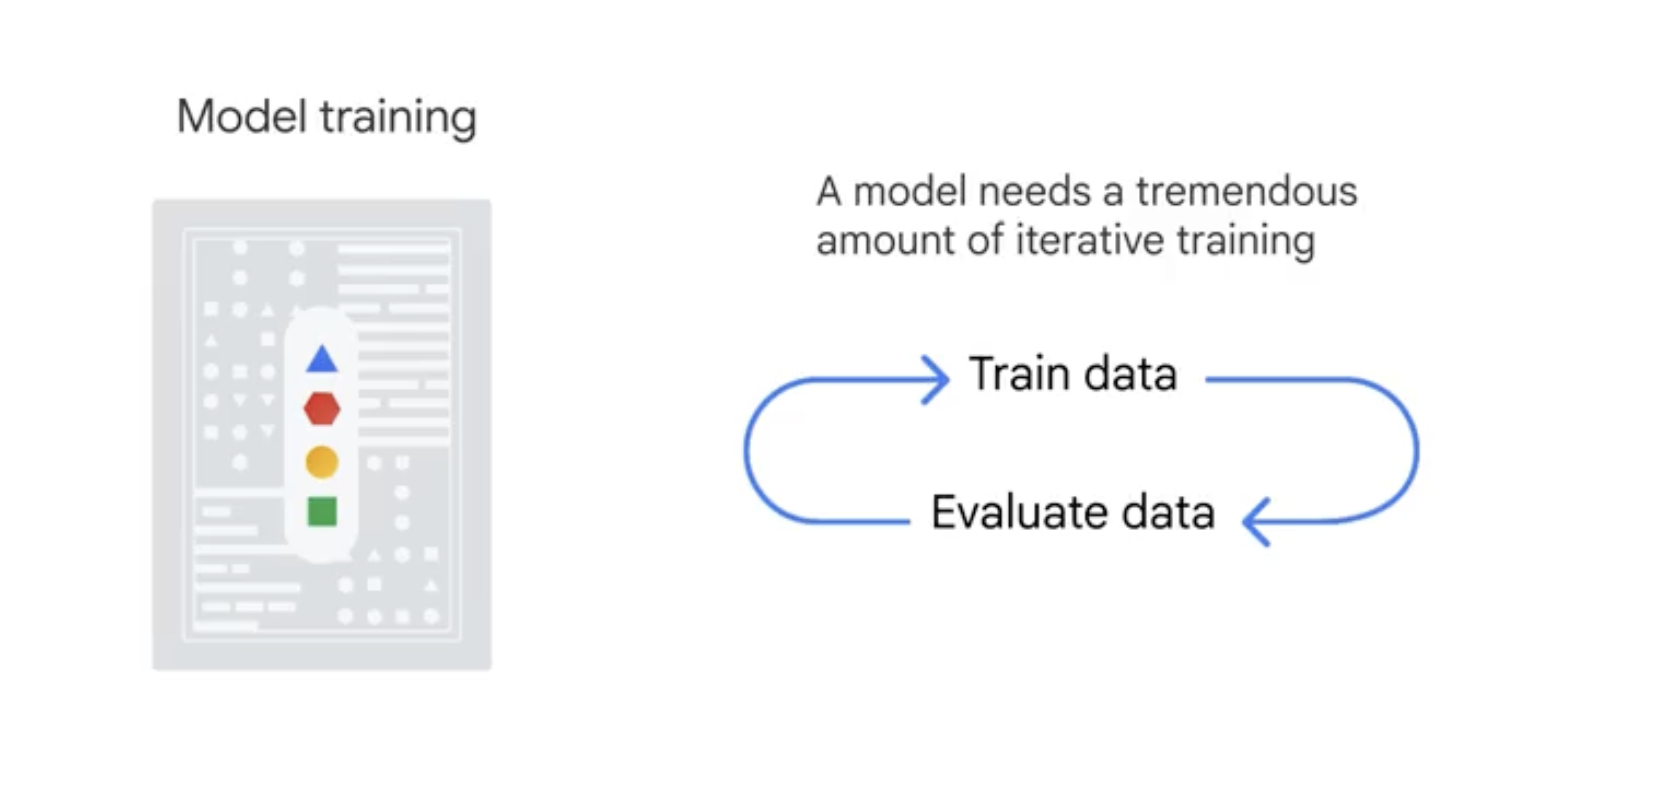 Model training
A model needs a tremendous
amount of iterative training
Train data
Evaluate data